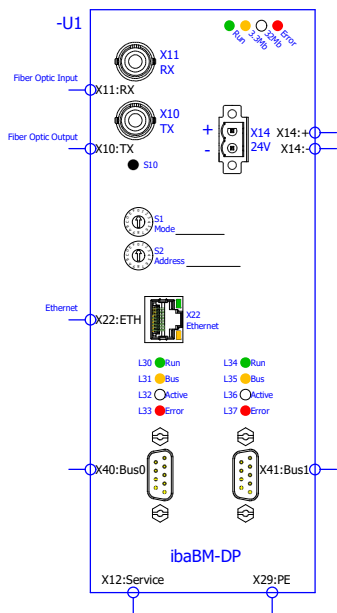 -U1
Run
3.3Mb
32Mb
Error
X11
RX
Fiber Optic Input
X11:RX
X10
TX
Fiber Optic Output
X10:TX
+
-
X14
24V
X14:+
X14:-
S10
S1
Mode
S2
Address
Ethernet
X22:ETH
X22
Ethernet
L30 Run
L34 Run
L31 Bus
L35 Bus
L32 Active
L36 Active
L33 Error
L37 Error
X40:Bus0
X41:Bus1
ibaBM-DP
X12:Service
X29:PE